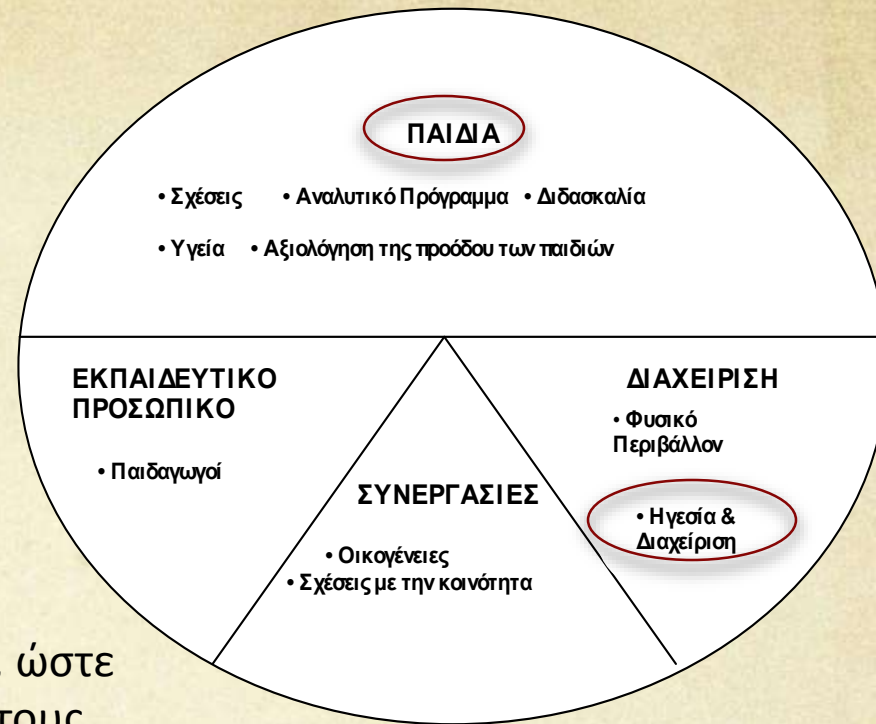 ΠΑΙΔΙΑ
• Σχέσεις • Αναλυτικό Πρόγραμμα • Διδασκαλία
• Υγεία • Αξιολόγηση της προόδου των παιδιών
ΕΚΠΑΙΔΕΥΤΙΚΟ
ΠΡΟΣΩΠΙΚΟ
• Παιδαγωγοί
ΣΥΝΕΡΓΑΣΙΕΣ
• Οικογένειες
• Σχέσεις με την κοινότητα
ΔΙΑΧΕΙΡΙΣΗ
• Φυσικό
Περιβάλλον
• Ηγεσία &
Διαχείριση
ώστε
τους